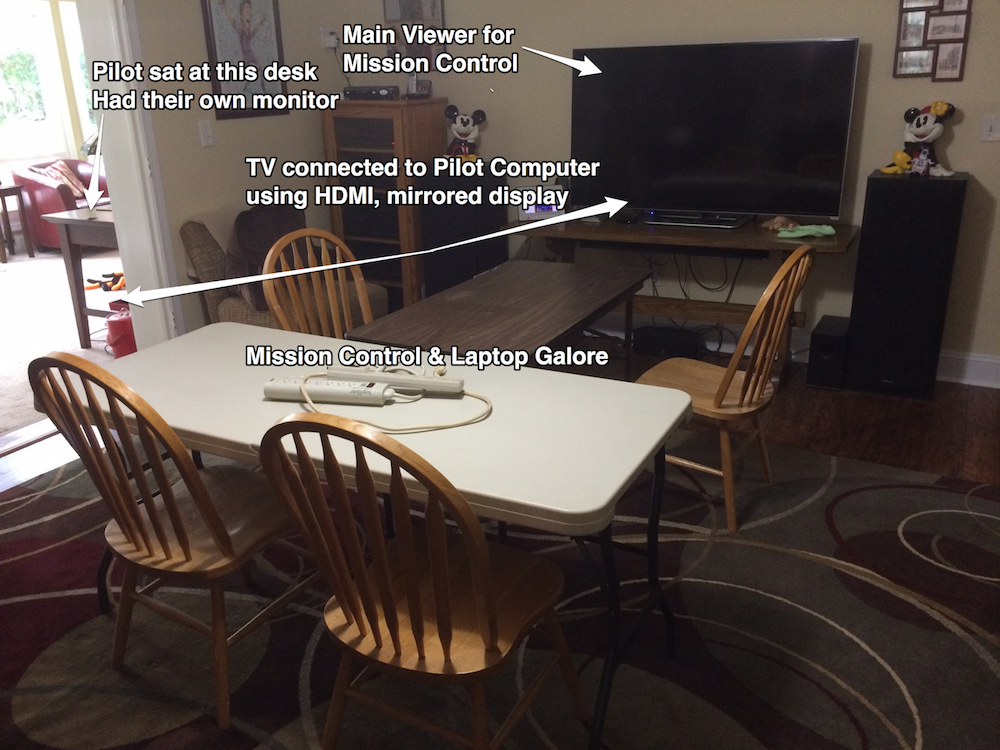 Main Viewer for
Mission Control
Pilot sat at this desk
Had their own monitor
TV connected to Pilot Computer
using HDMI, mirrored display
Mission Control & Laptop Galore